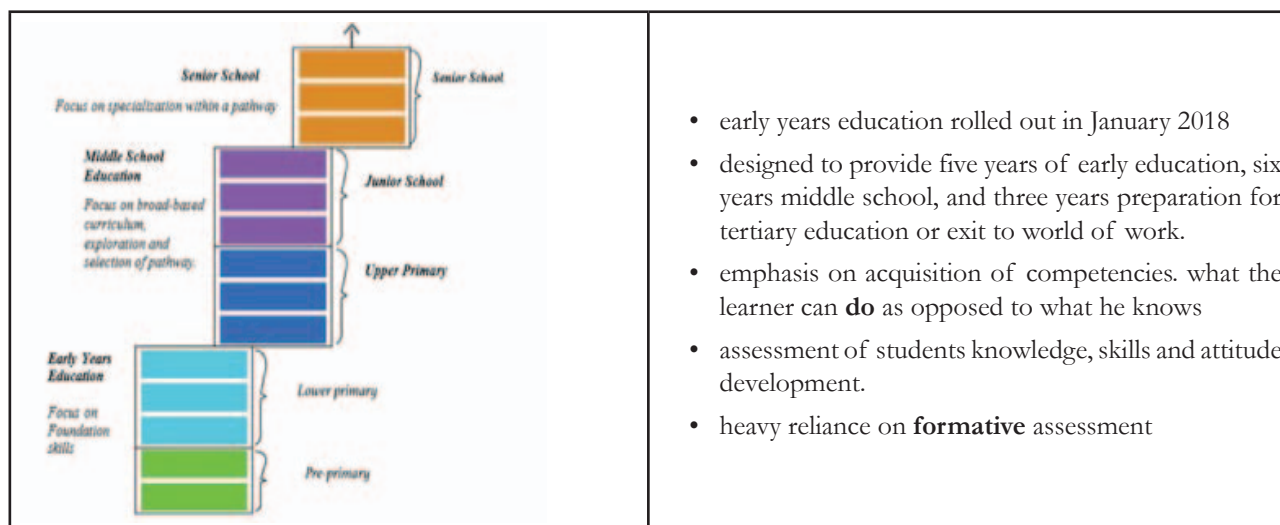 Senior School
Senior School
Focus on specialization within a pathway
Middle School
Education
Junior School
Focus on broad-based
curriculum,
exploration and
selection of pathway.
Upper Primary
Early Years
Education
Lower primary
Focus on
Foundation
skills
Pre-primary
• early years education rolled out in January 2018
• designed to provide five years of early education, six
years middle school, and three years preparation for
tertiary education or exit to world of work.
• emphasis on acquisition of competencies. what the
learner can do as opposed to what he knows
• assessment of students knowledge, skills and attitude
development.
• heavy reliance on formative assessment